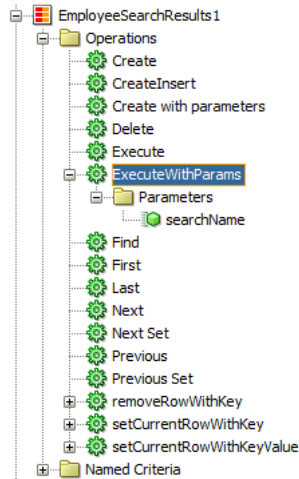 EmployeeSearchResults1
Operations
Create
CreateInsert
Create with parameters
Delete
Execute
ExecuteWithParams
Parameters
searchName
Find
First
Last
Next
Next Set
Previous
Previous Set
removeRowWithKey
setCurrentRowWithKey
setCurrentRowWithKeyValue
Named Criteria